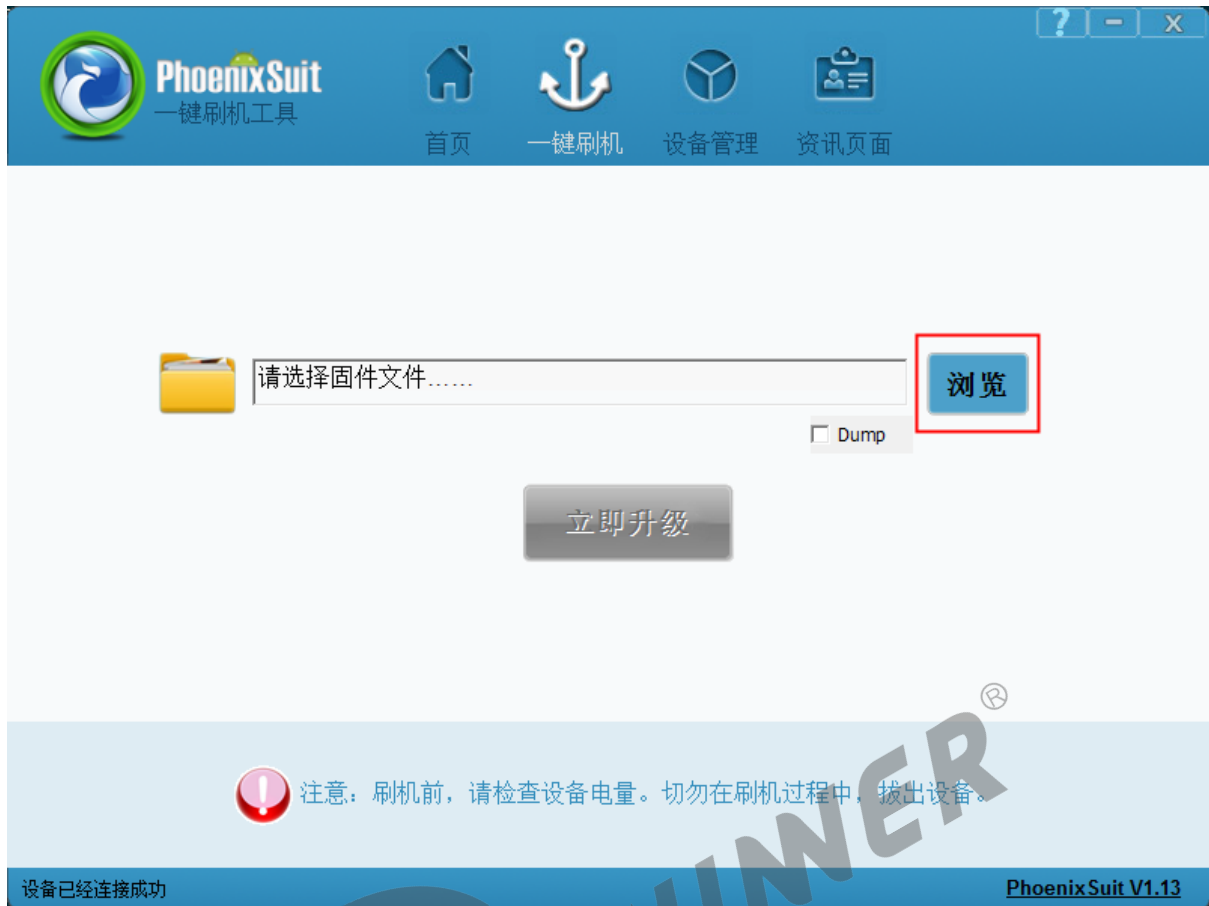 ? − X
PhoenixSuit
一键刷机工具
首页 一键刷机 设备管理 资讯页面
请选择固件文件……
浏览
Dump
立即升级
注意：刷机前，请检查设备电量。切勿在刷机过程中，拔出设备。
设备已经连接成功
PhoenixSuit V1.13